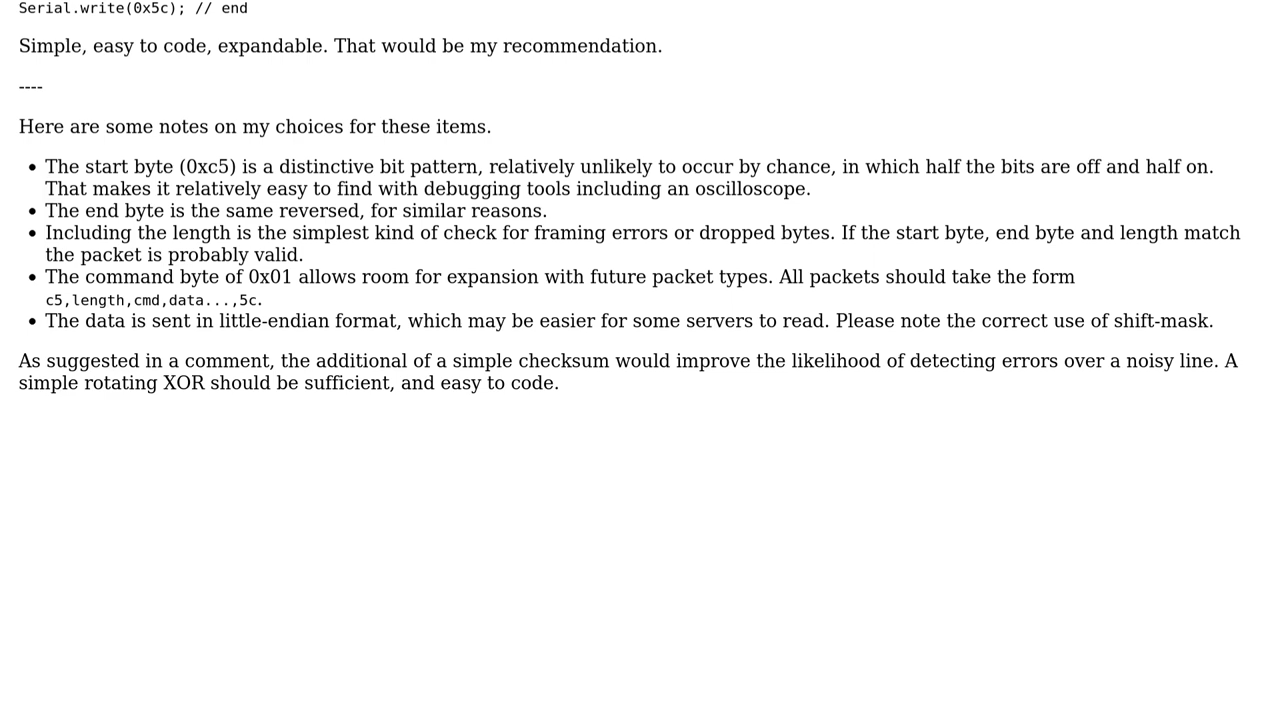 Serial.write(0x5c); // end
Simple, easy to code, expandable. That would be my recommendation.
----
Here are some notes on my choices for these items.
• The start byte (0xc5) is a distinctive bit pattern, relatively unlikely to occur by chance, in which half the bits are off and half on.
That makes it relatively easy to find with debugging tools including an oscilloscope.
• The end byte is the same reversed, for similar reasons.
• Including the length is the simplest kind of check for framing errors or dropped bytes. If the start byte, end byte and length match
the packet is probably valid.
• The command byte of 0x01 allows room for expansion with future packet types. All packets should take the form
c5,length,cmd,data...,5c.
• The data is sent in little-endian format, which may be easier for some servers to read. Please note the correct use of shift-mask.
As suggested in a comment, the additional of a simple checksum would improve the likelihood of detecting errors over a noisy line. A
simple rotating XOR should be sufficient, and easy to code.